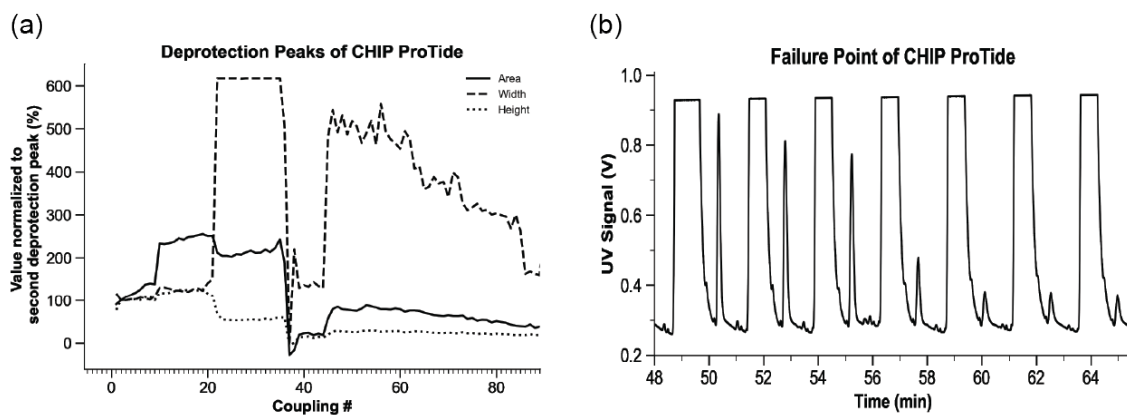 (a)
Deprotection Peaks of CHIP ProTide
Area
Width
Height
600
500
400
300
200
100
0
Value normalized to
second deprotection peak (%)
0
20
40
60
80
Coupling #
(b)
Failure Point of CHIP ProTide
1.0
0.8
0.6
0.4
0.2
UV Signal (V)
48
50
52
54
56
58
60
62
64
Time (min)